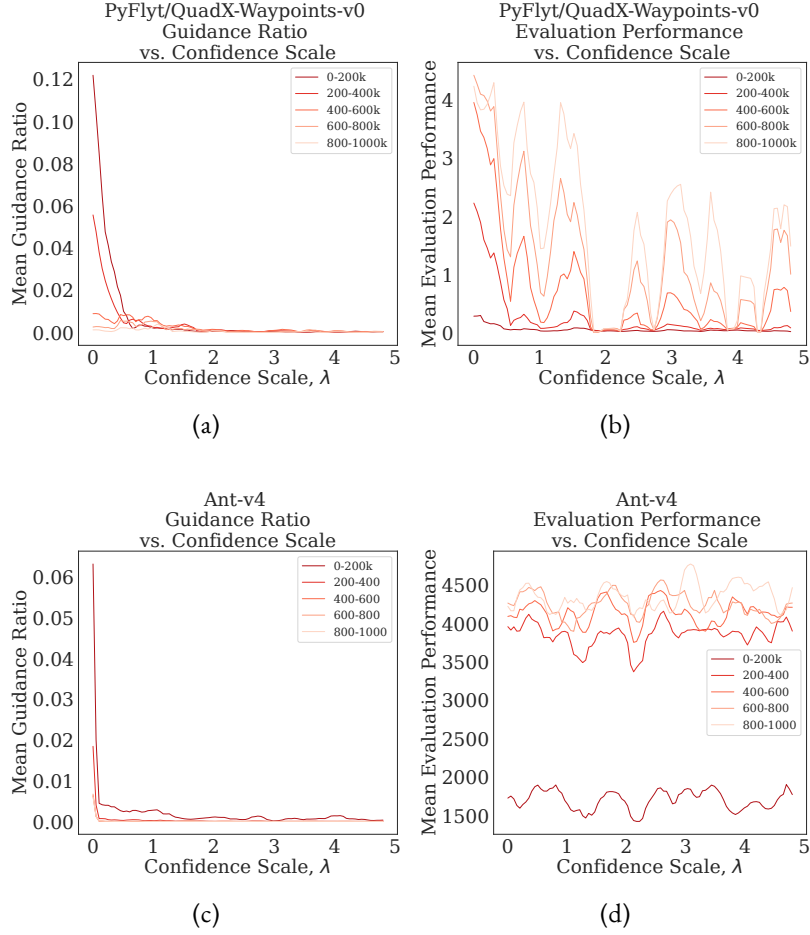 PyFlyt/QuadX-Waypoints-v0
Guidance Ratio
vs. Confidence Scale
0.12
0.10
0.08
0.06
0.04
0.02
0.00
Mean Guidance Ratio
0-200k
200-400k
400-600k
600-800k
800-1000k
0 1 2 3 4 5
Confidence Scale, λ
(a)
PyFlyt/QuadX-Waypoints-v0
Evaluation Performance
vs. Confidence Scale
4
3
2
1
0
Mean Evaluation Performance
0-200k
200-400k
400-600k
600-800k
800-1000k
0 1 2 3 4 5
Confidence Scale, λ
(b)
Ant-v4
Guidance Ratio
vs. Confidence Scale
0.06
0.05
0.04
0.03
0.02
0.01
0.00
Mean Guidance Ratio
0-200k
200-400
400-600
600-800
800-1000
0 1 2 3 4 5
Confidence Scale, λ
(c)
Ant-v4
Evaluation Performance
vs. Confidence Scale
4500
4000
3500
3000
2500
2000
1500
Mean Evaluation Performance
0-200k
200-400
400-600
600-800
800-1000
0 1 2 3 4 5
Confidence Scale, λ
(d)